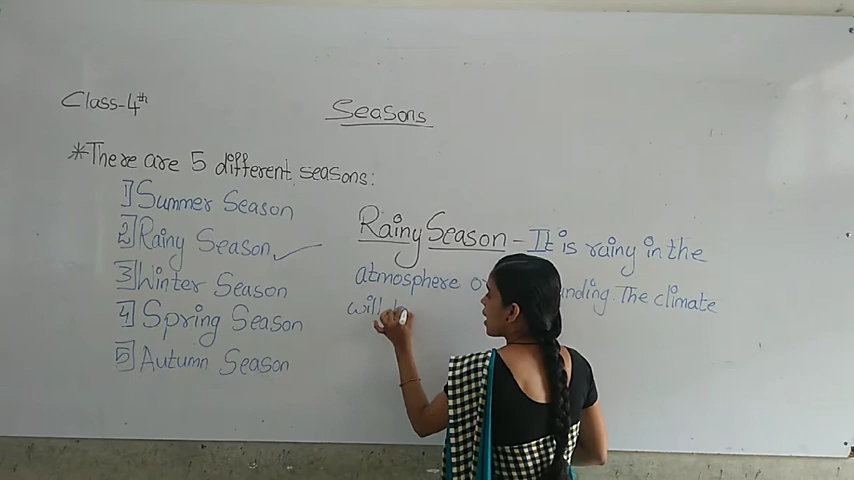 Class-4th
Seasons
*There are 5 different seasons:
1] Summer Season
2] Rainy Season ✓
3] Winter Season
4] Spring Season
5] Autumn Season
Rainy Season - It is rainy in the
atmosphere unding. The climate
will